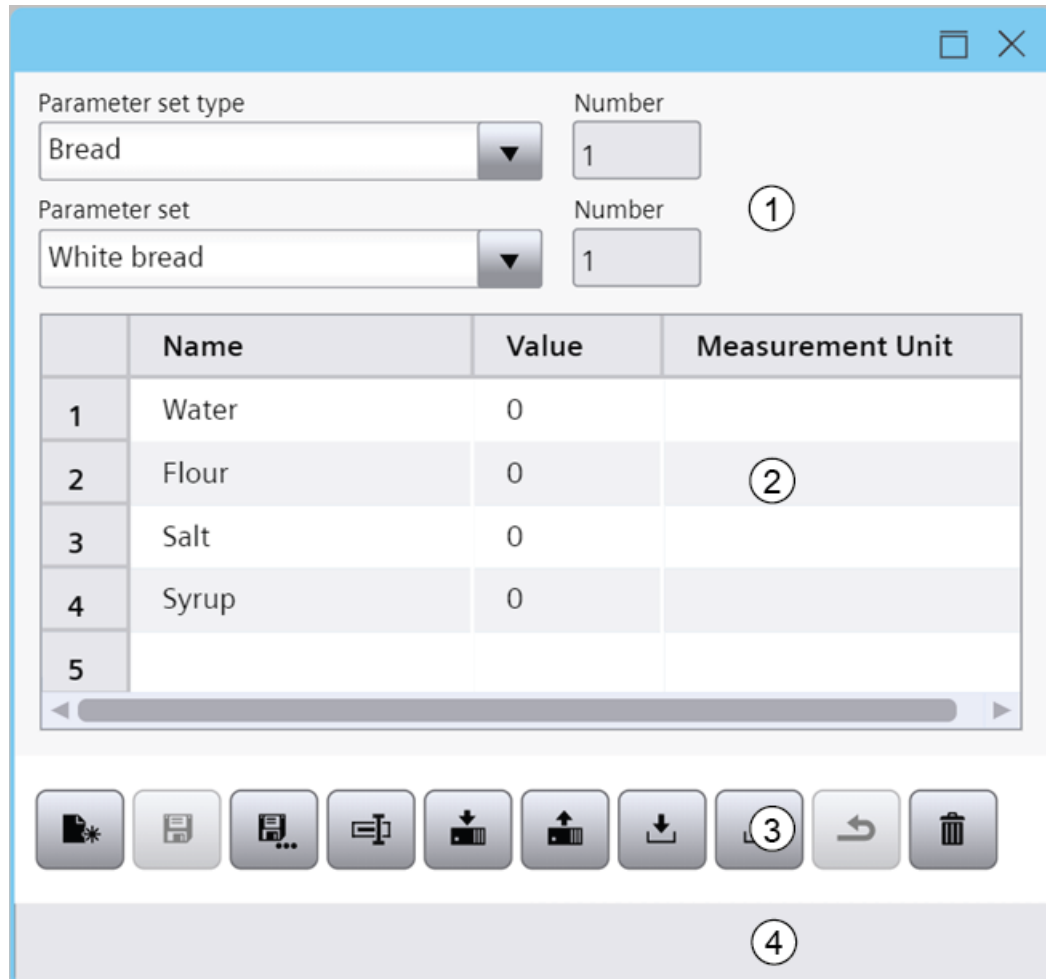 Parameter set type Number
Bread 1
Parameter set Number
White bread 1
①
Name Value Measurement Unit
1 Water 0
2 Flour 0
②
3 Salt 0
4 Syrup 0
5
③
④